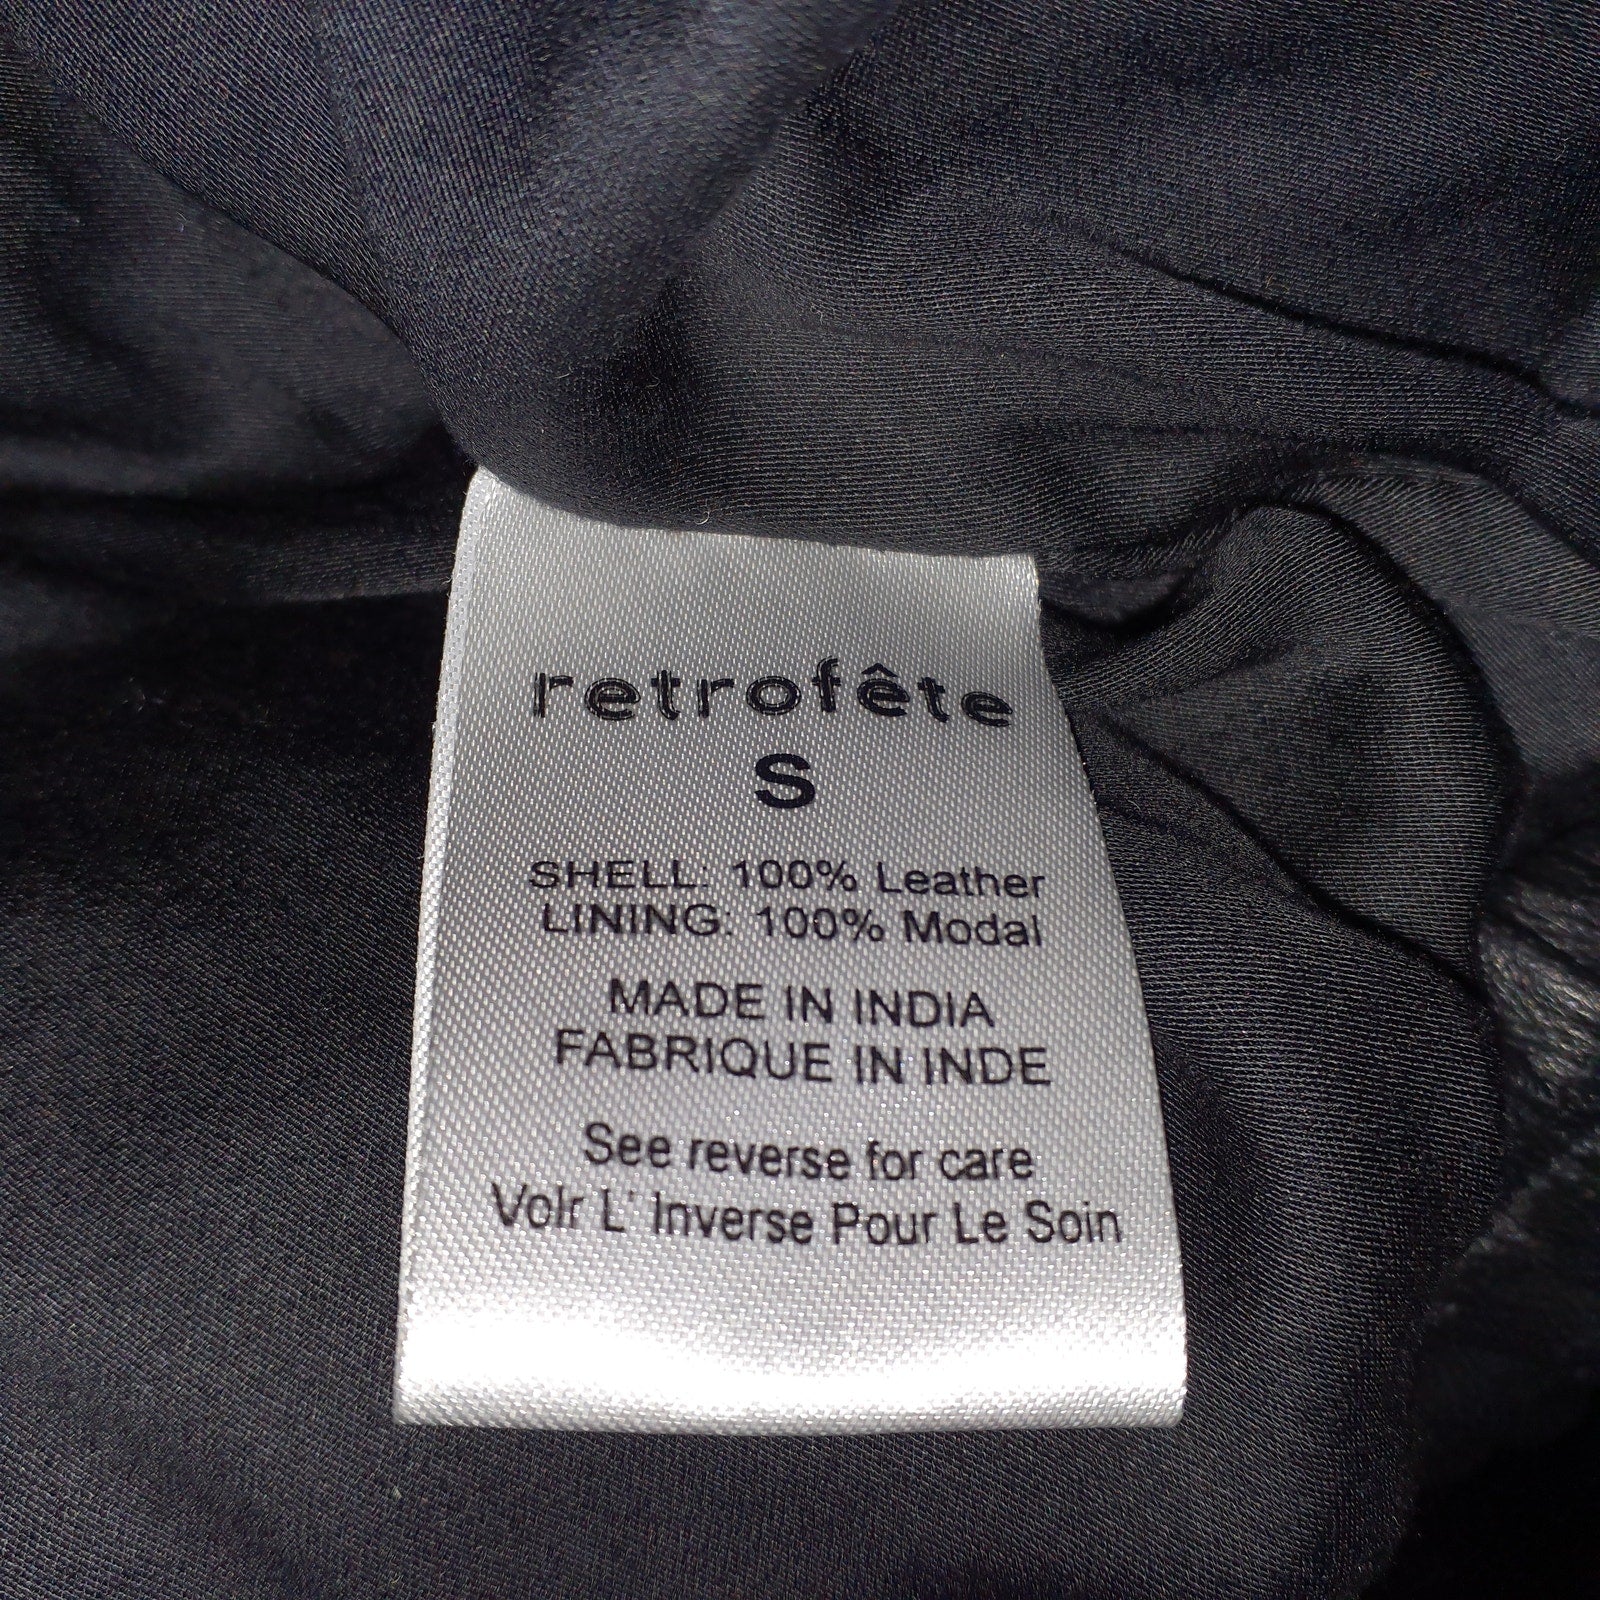 retrofête
S
SHELL: 100% Leather
LINING: 100% Modal
MADE IN INDIA
FABRIQUE IN INDE
See reverse for care
Voir L' Inverse Pour Le Soin